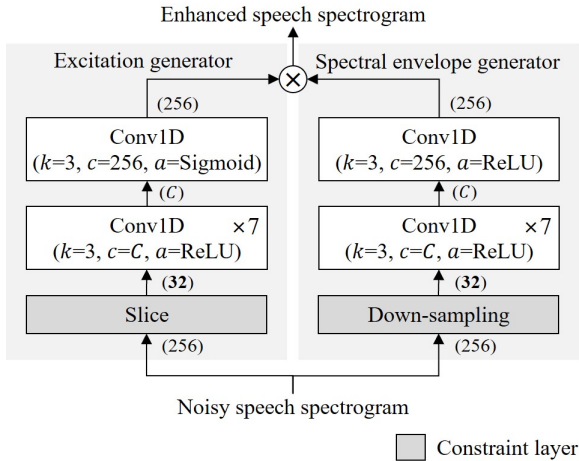 Enhanced speech spectrogram
Excitation generator
×
Spectral envelope generator
(256)
(256)
Conv1D
(k=3, c=256, a=Sigmoid)
Conv1D
(k=3, c=256, a=ReLU)
(C)
(C)
Conv1D ×7
(k=3, c=C, a=ReLU)
Conv1D ×7
(k=3, c=C, a=ReLU)
(32)
(32)
Slice
Down-sampling
(256)
(256)
Noisy speech spectrogram
Constraint layer